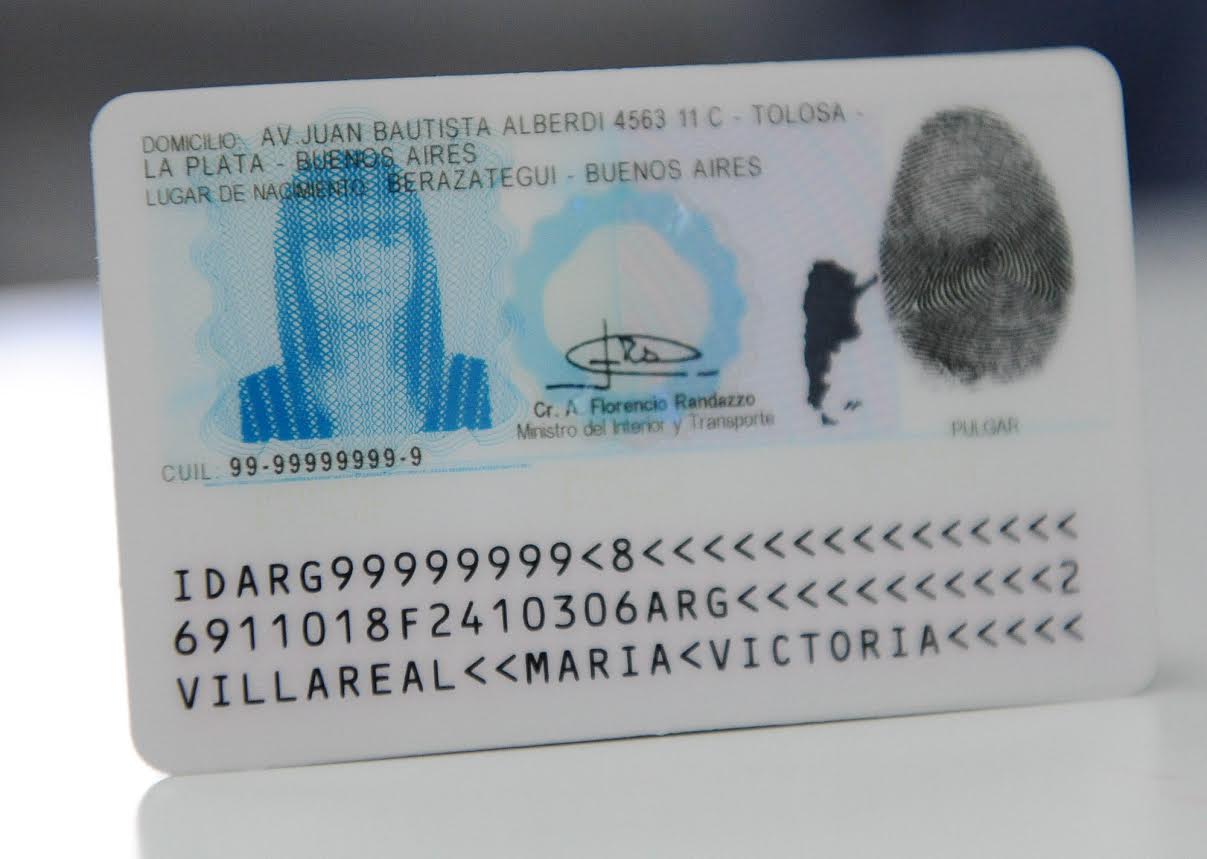 DOMICILIO: AV.JUAN BAUTISTA ALBERDI 4563 11 C - TOLOSA -
LA PLATA - BUENOS AIRES
LUGAR DE NACIMIENTO: BERAZATEGUI - BUENOS AIRES
Cr. A. Florencio Randazzo
Ministro del Interior y Transporte
PULGAR
CUIL: 99-99999999-9
IDARG99999999<8<<<<<<<<<<<<<<<
6911018F2410306ARG<<<<<<<<<<<2
VILLAREAL<<MARIA<VICTORIA<<<<<